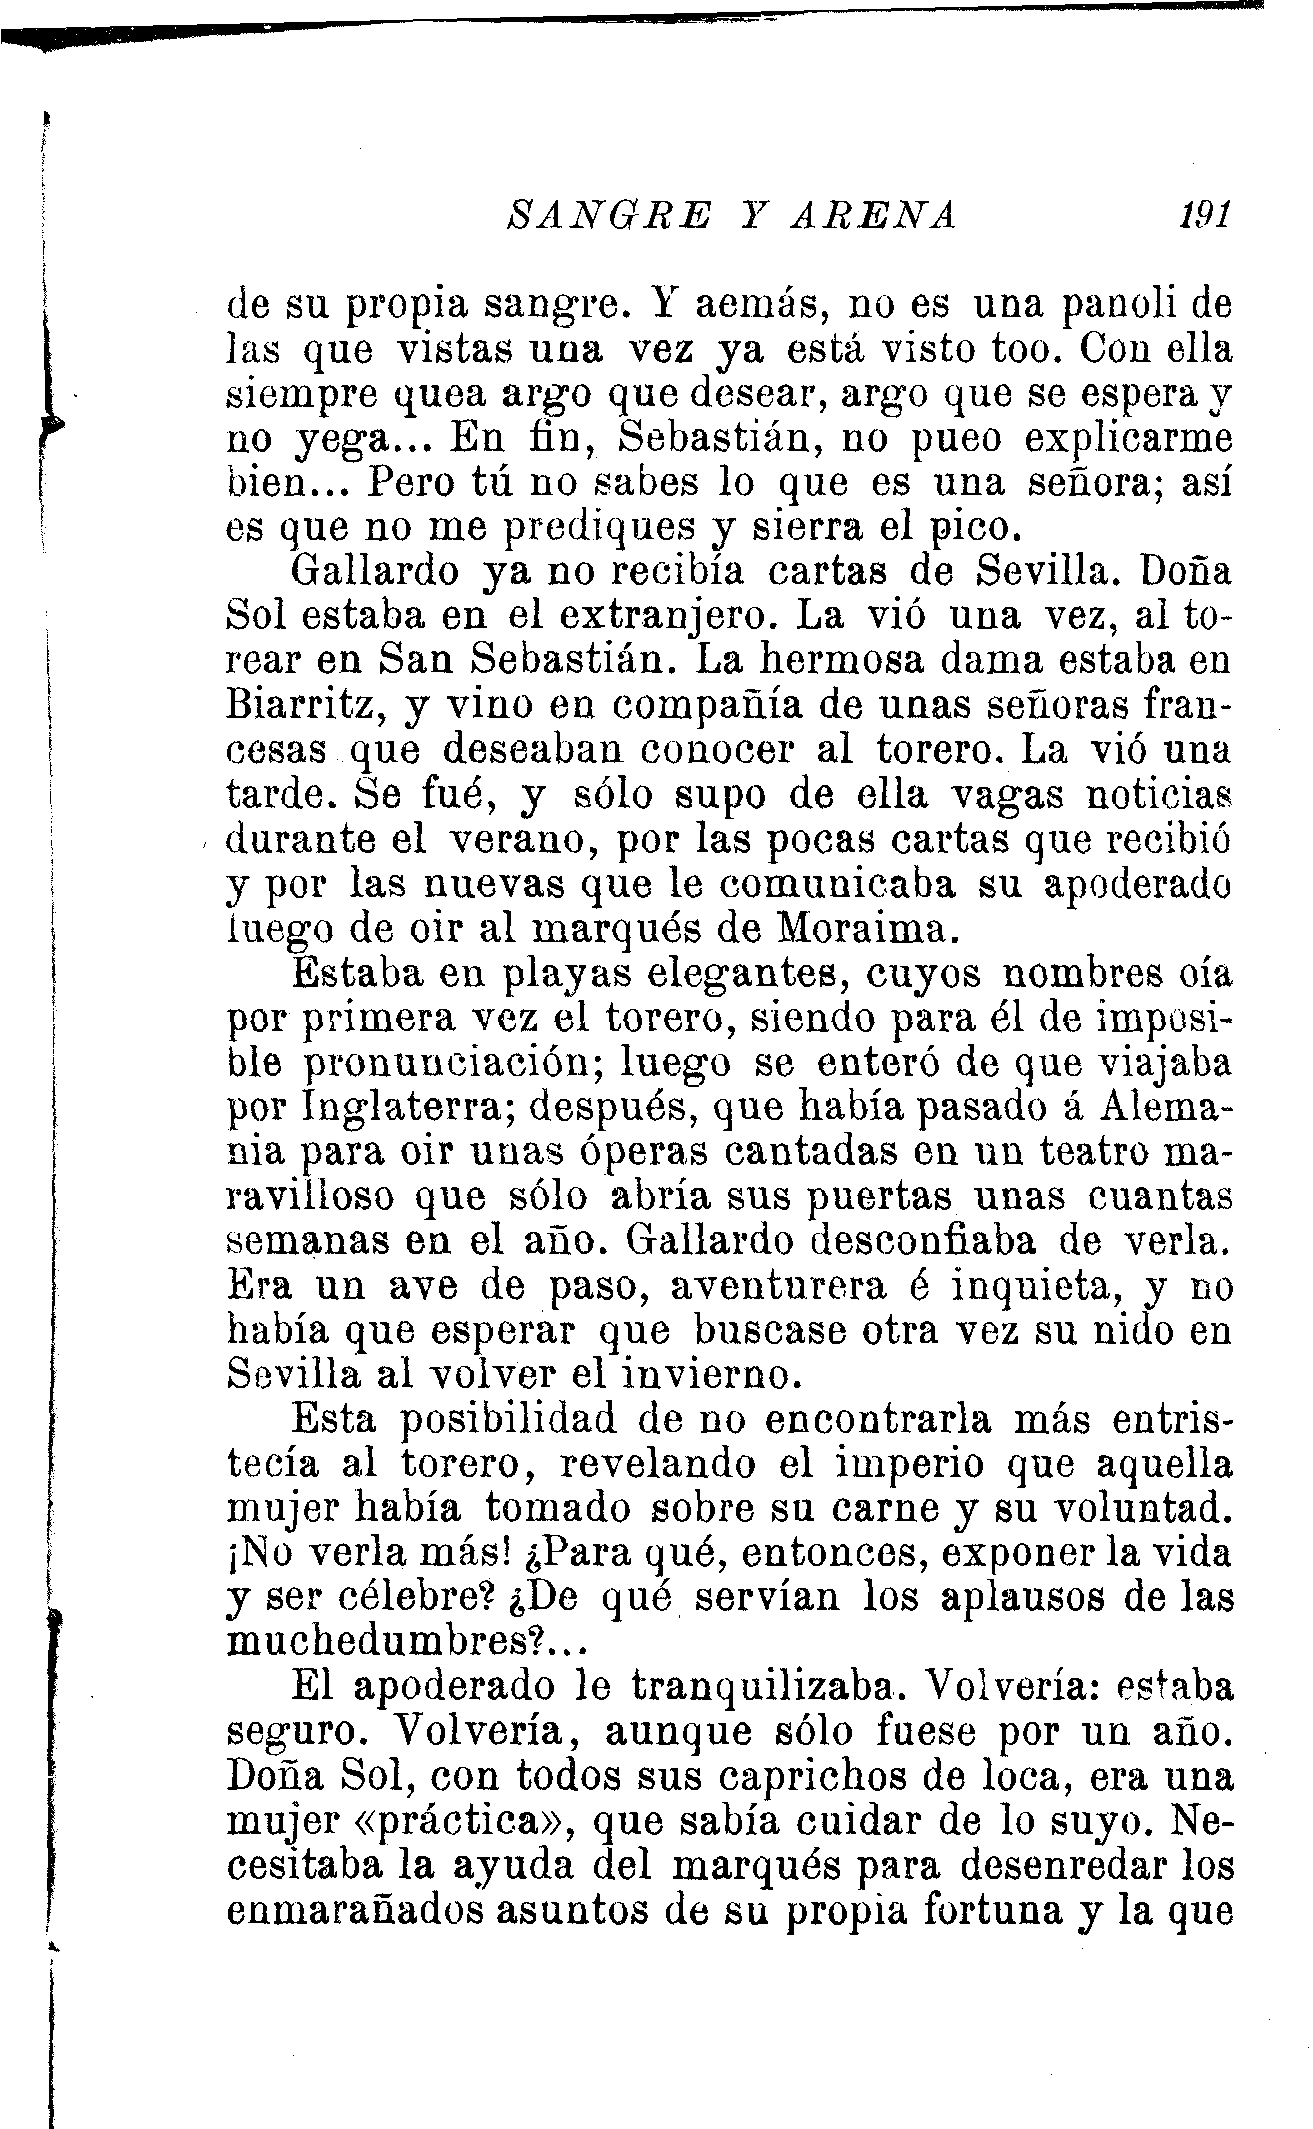 SANGRE Y ARENA 191
de su propia sangre. Y aemás, no es una panoli de
las que vistas una vez ya está visto too. Con ella
siempre quea argo que desear, argo que se espera y
no yega... En fin, Sebastián, no pueo explicarme
bien... Pero tú no sabes lo que es una señora; así
es que no me prediques y sierra el pico.
Gallardo ya no recibía cartas de Sevilla. Doña
Sol estaba en el extranjero. La vió una vez, al to-
rear en San Sebastián. La hermosa dama estaba en
Biarritz, y vino en compañía de unas señoras fran-
cesas que deseaban conocer al torero. La vió una
tarde. Se fué, y sólo supo de ella vagas noticias
durante el verano, por las pocas cartas que recibió
y por las nuevas que le comunicaba su apoderado
luego de oir al marqués de Moraima.
Estaba en playas elegantes, cuyos nombres oía
por primera vez el torero, siendo para él de imposi-
ble pronunciación; luego se enteró de que viajaba
por Inglaterra; después, que había pasado á Alema-
nia para oir unas óperas cantadas en un teatro ma-
ravilloso que sólo abría sus puertas unas cuantas
semanas en el año. Gallardo desconfiaba de verla.
Era un ave de paso, aventurera é inquieta, y no
había que esperar que buscase otra vez su nido en
Sevilla al volver el invierno.
Esta posibilidad de no encontrarla más entris-
tecía al torero, revelando el imperio que aquella
mujer había tomado sobre su carne y su voluntad.
¡No verla más! ¿Para qué, entonces, exponer la vida
y ser célebre? ¿De qué servían los aplausos de las
muchedumbres?...
El apoderado le tranquilizaba. Volvería: estaba
seguro. Volvería, aunque sólo fuese por un año.
Doña Sol, con todos sus caprichos de loca, era una
mujer «práctica», que sabía cuidar de lo suyo. Ne-
cesitaba la ayuda del marqués para desenredar los
enmarañados asuntos de su propia fortuna y la que